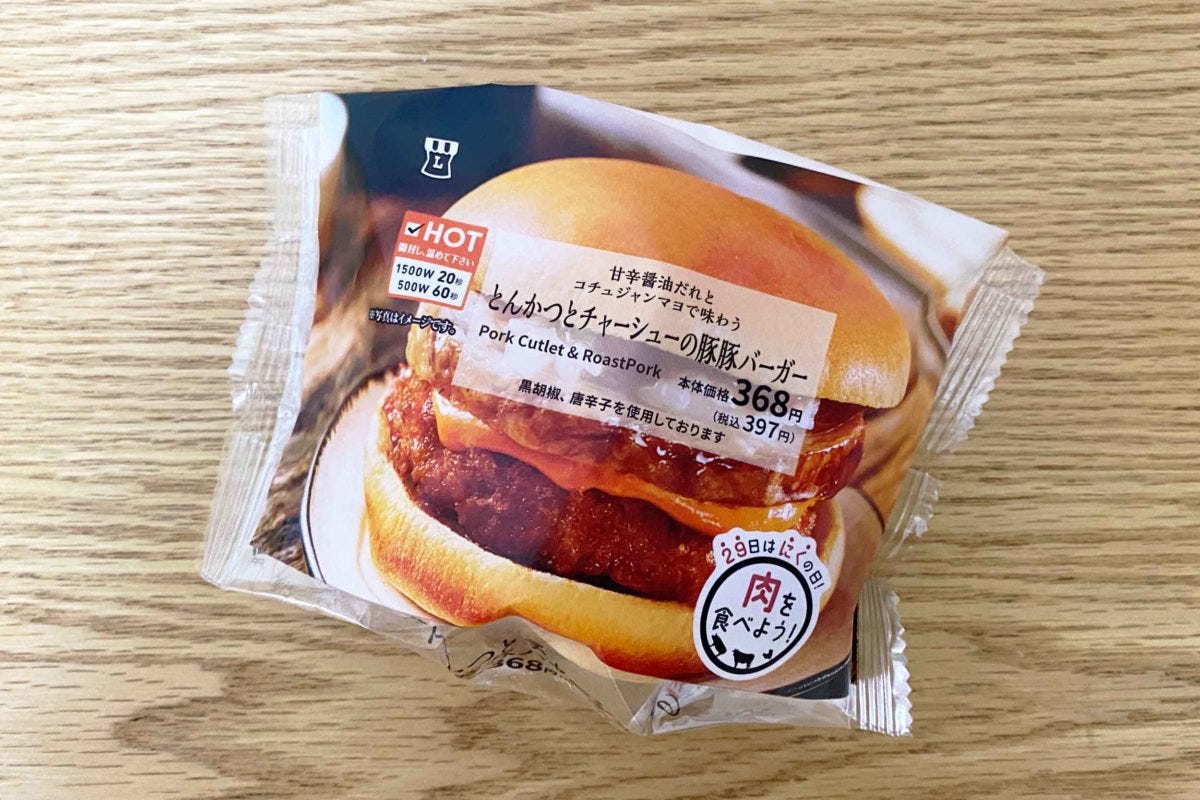 L
HOT
開封し、温めて下さい
1500W 20秒
500W 60秒
※写真はイメージです。
甘辛醤油だれと
コチュジャンマヨで味わう
とんかつとチャーシューの豚豚バーガー
Pork Cutlet & RoastPork
本体価格368円
(税込397円)
黒胡椒、唐辛子を使用しております
29日はにくの日!
肉を
食べよう!
368円